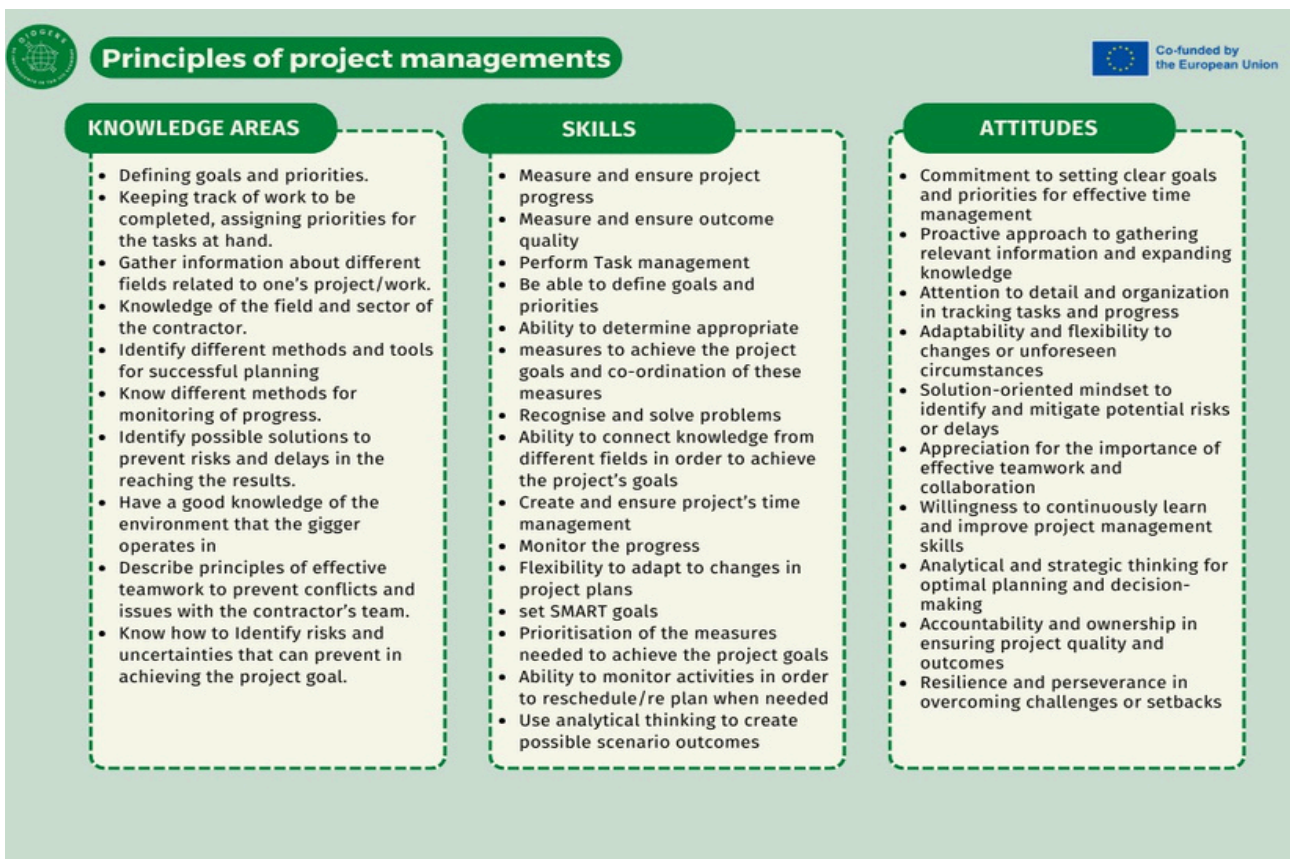 DIOGENE
Principles of project managements
Co-funded by
the European Union
KNOWLEDGE AREAS
• Defining goals and priorities.
• Keeping track of work to be
completed, assigning priorities for
the tasks at hand.
• Gather information about different
fields related to one's project/work.
• Knowledge of the field and sector of
the contractor.
• Identify different methods and tools
for successful planning
• Know different methods for
monitoring of progress.
• Identify possible solutions to
prevent risks and delays in the
reaching the results.
• Have a good knowledge of the
environment that the gigger
operates in
• Describe principles of effective
teamwork to prevent conflicts and
issues with the contractor's team.
• Know how to Identify risks and
uncertainties that can prevent in
achieving the project goal.
SKILLS
• Measure and ensure project
progress
• Measure and ensure outcome
quality
• Perform Task management
• Be able to define goals and
priorities
• Ability to determine appropriate
• measures to achieve the project
goals and co-ordination of these
measures
• Recognise and solve problems
• Ability to connect knowledge from
different fields in order to achieve
the project's goals
• Create and ensure project's time
management
• Monitor the progress
• Flexibility to adapt to changes in
project plans
• set SMART goals
• Prioritisation of the measures
needed to achieve the project goals
• Ability to monitor activities in order
to reschedule/re plan when needed
• Use analytical thinking to create
possible scenario outcomes
ATTITUDES
• Commitment to setting clear goals
and priorities for effective time
management
• Proactive approach to gathering
relevant information and expanding
knowledge
• Attention to detail and organization
in tracking tasks and progress
• Adaptability and flexibility to
changes or unforeseen
circumstances
• Solution-oriented mindset to
identify and mitigate potential risks
or delays
• Appreciation for the importance of
effective teamwork and
collaboration
• Willingness to continuously learn
and improve project management
skills
• Analytical and strategic thinking for
optimal planning and decision-
making
• Accountability and ownership in
ensuring project quality and
outcomes
• Resilience and perseverance in
overcoming challenges or setbacks